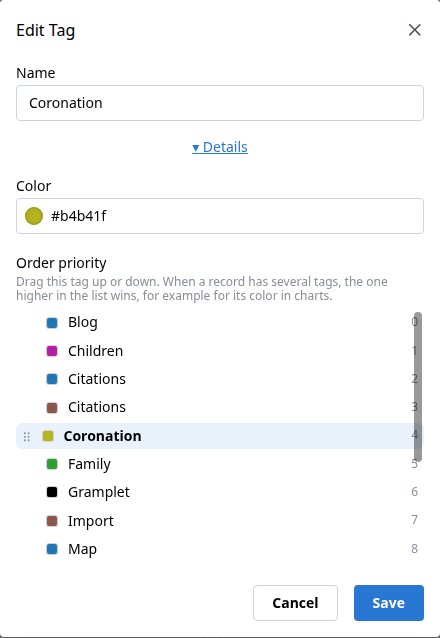 Edit Tag
Name
Coronation
▾ Details
Color
#b4b41f
Order priority
Drag this tag up or down. When a record has several tags, the one
higher in the list wins, for example for its color in charts.
Blog 0
Children 1
Citations 2
Citations 3
Coronation 4
Family 5
Gramplet 6
Import 7
Map 8
Cancel Save